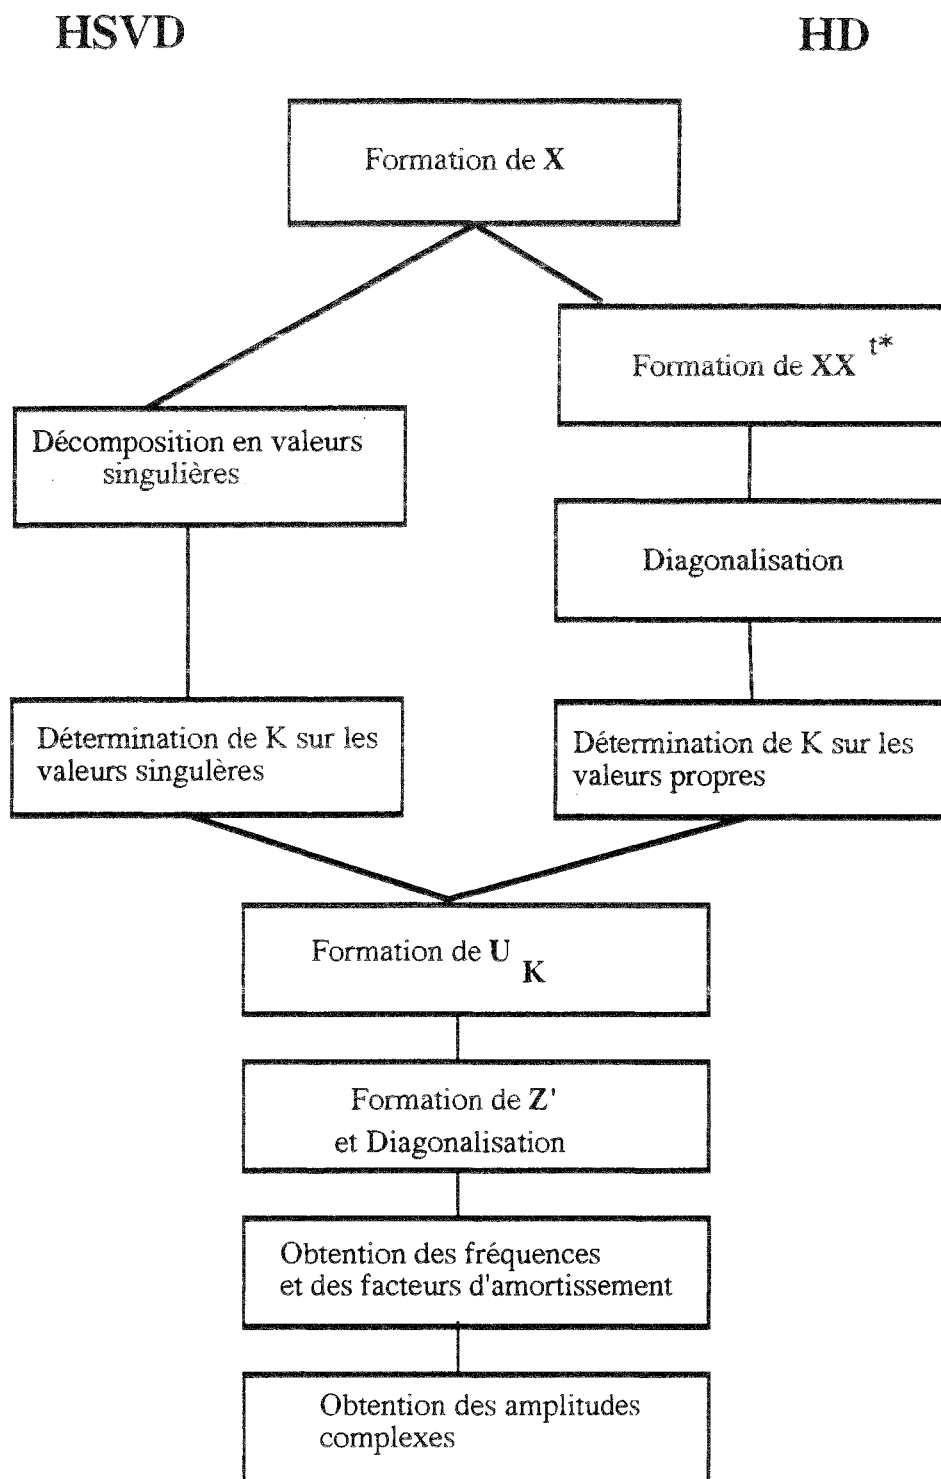 HSVD
HD
Formation de X
Formation de XX t*
Décomposition en valeurs
singulières
Diagonalisation
Détermination de K sur les
valeurs singulères
Détermination de K sur les
valeurs propres
Formation de U K
Formation de Z'
et Diagonalisation
Obtention des fréquences
et des facteurs d'amortissement
Obtention des amplitudes
complexes